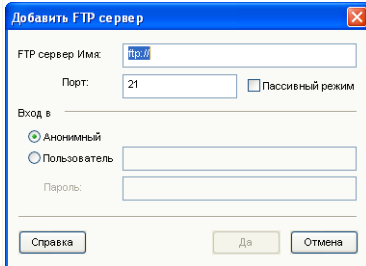 Добавить FTP сервер
FTP сервер Имя: ftp://
Порт: 21 Пассивный режим
Вход в
Анонимный
Пользователь
Пароль:
Справка Да Отмена